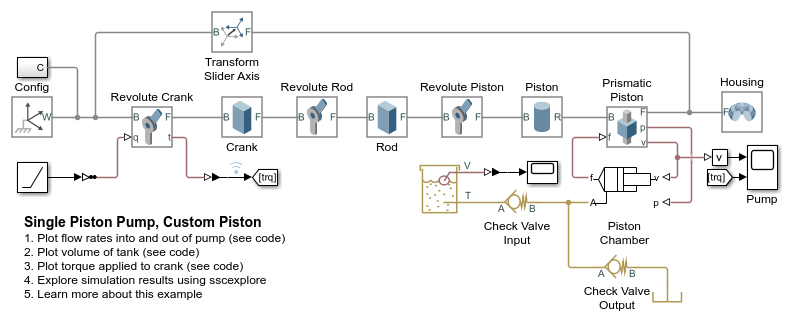 B
F
Transform
Slider Axis
C
Config
Revolute Crank
Revolute Rod
Revolute Piston
Piston
Prismatic
Piston
Housing
W
B
F
B
F
B
F
B
F
B
F
B
R
B
F
F
q
t
f
p
v
Crank
Rod
[trq]
V
T
f
v
A
p
v
[trq]
Pump
A
B
Check Valve
Input
Piston
Chamber
Single Piston Pump, Custom Piston
1. Plot flow rates into and out of pump (see code)
2. Plot volume of tank (see code)
3. Plot torque applied to crank (see code)
4. Explore simulation results using sscexplore
5. Learn more about this example
A
B
Check Valve
Output